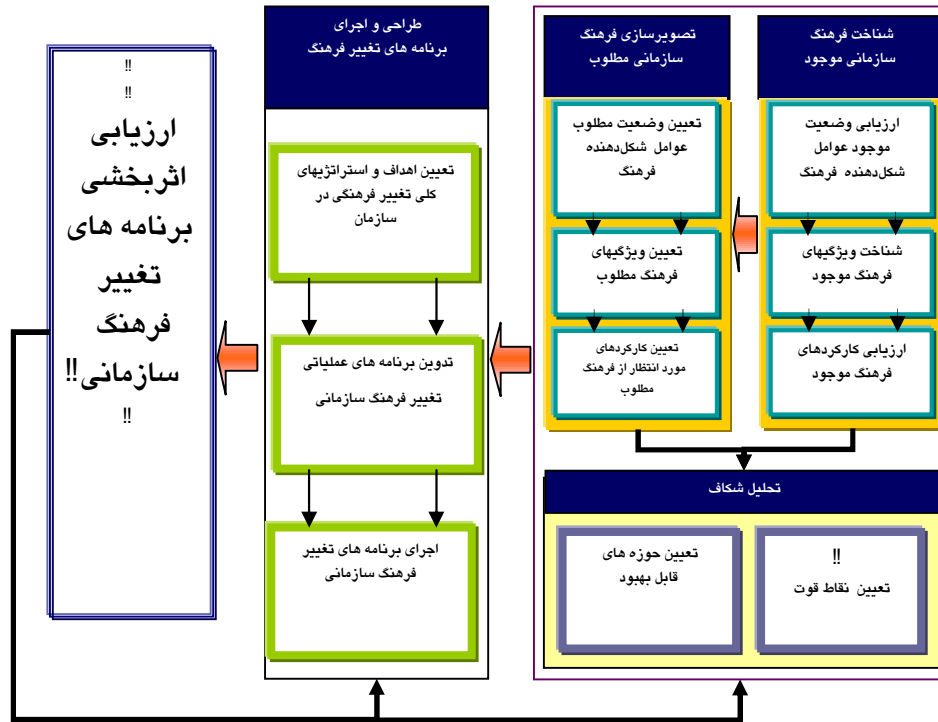 شناخت فرهنگ
سازمانی موجود
ارزیابی وضعیت
موجود عوامل
شکل‌دهنده فرهنگ
شناخت ویژگیهای
فرهنگ موجود
ارزیابی کارکردهای
فرهنگ موجود
تصویرسازی فرهنگ
سازمانی مطلوب
تعیین وضعیت مطلوب
عوامل شکل‌دهنده
فرهنگ
تعیین ویژگیهای
فرهنگ مطلوب
تعیین کارکردهای
مورد انتظار از فرهنگ
مطلوب
تحلیل شکاف
!!
تعیین نقاط قوت
تعیین حوزه های
قابل بهبود
طراحی و اجرای
برنامه های تغییر فرهنگ
تعیین اهداف و استراتژیهای
کلی تغییر فرهنگی در
سازمان
تدوین برنامه های عملیاتی
تغییر فرهنگ سازمانی
اجرای برنامه های تغییر
فرهنگ سازمانی
!!
!!
ارزیابی
اثربخشی
برنامه های
تغییر
فرهنگ
سازمانی!!
!!